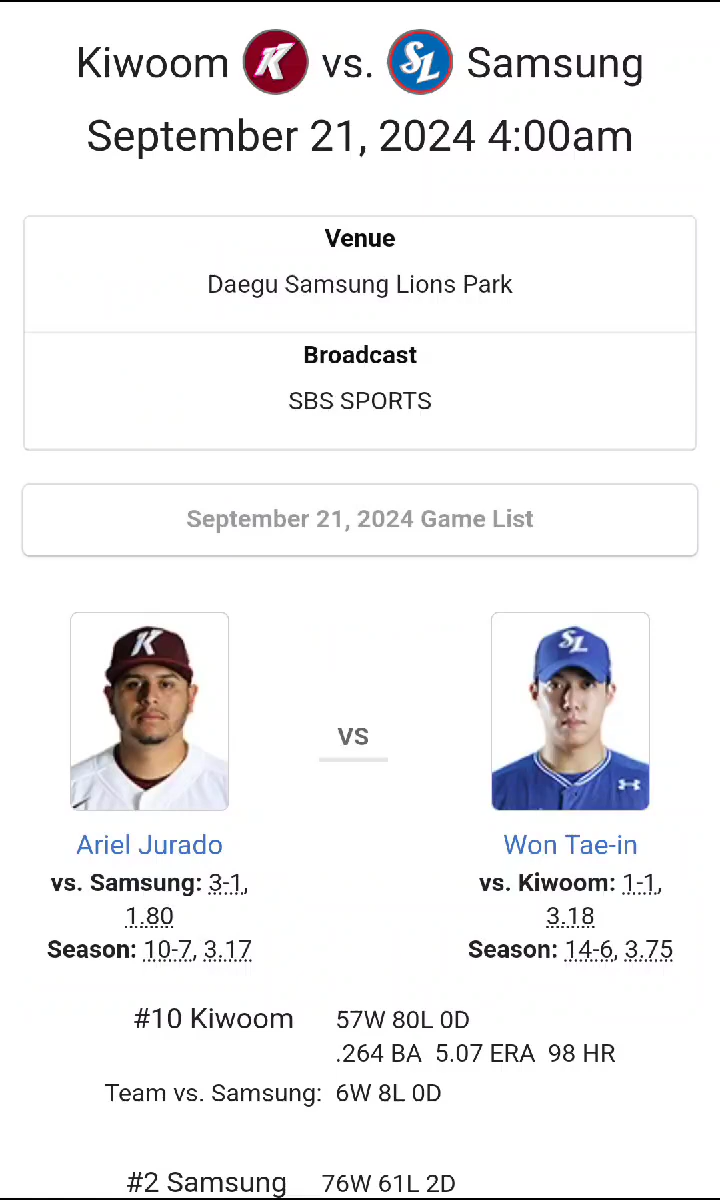 Kiwoom K vs. SL Samsung
September 21, 2024 4:00am
Venue
Daegu Samsung Lions Park
Broadcast
SBS SPORTS
September 21, 2024 Game List
K
SL
VS
Ariel Jurado
Won Tae-in
vs. Samsung: 3-1,
1.80
vs. Kiwoom: 1-1,
3.18
Season: 10-7, 3.17
Season: 14-6, 3.75
#10 Kiwoom 57W 80L 0D
.264 BA 5.07 ERA 98 HR
Team vs. Samsung: 6W 8L 0D
#2 Samsung 76W 61L 2D